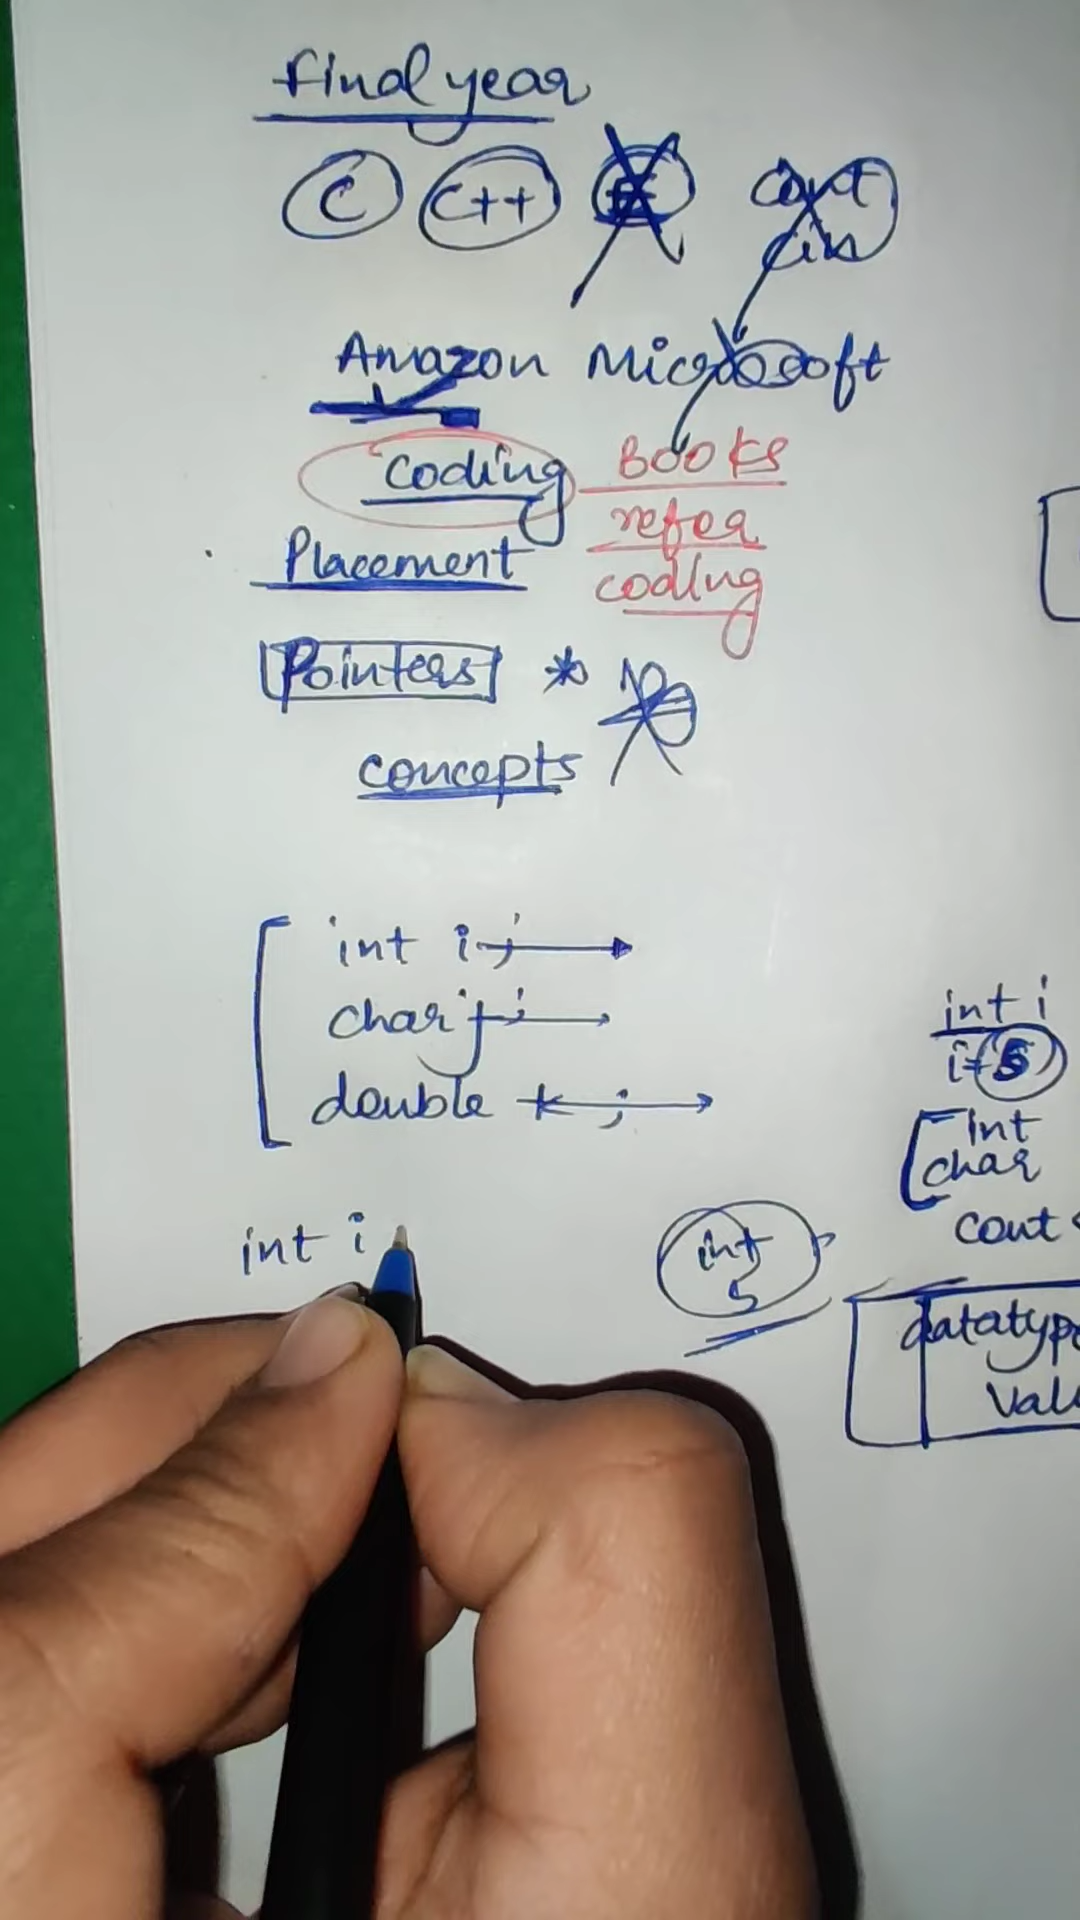 Final year
C C++
cout
cin
Amazon Microsoft
coding Books
refer
coding
Placement
Pointers *
concepts
int i;
char j;
double k;
int i
int
5
int i
i=5
int
char
cout <
datatype
Val